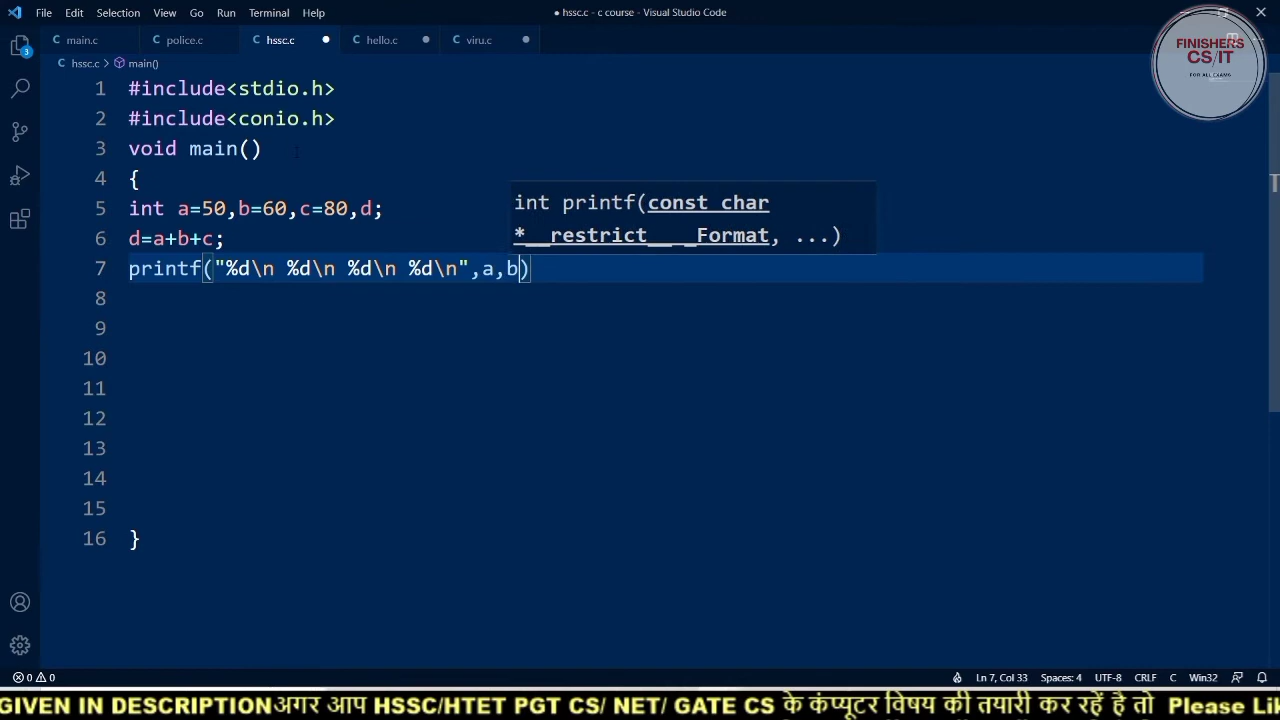 File Edit Selection View Go Run Terminal Help
● hssc.c - c course - Visual Studio Code
C main.c
C police.c
C hssc.c ●
C hello.c ●
C viru.c ●
FINISHERS
CS/IT
FOR ALL EXAMS
C hssc.c > main()
3
1 #include<stdio.h>
2 #include<conio.h>
3 void main()
4 {
5 int a=50,b=60,c=80,d;
6 d=a+b+c;
7 printf("%d\n %d\n %d\n %d\n",a,b)
int printf(const char
*__restrict__ _Format, ...)
8
9
10
11
12
13
14
15
16 }
0 0
Ln 7, Col 33 Spaces: 4 UTF-8 CRLF C Win32
GIVEN IN DESCRIPTIONअगर आप HSSC/HTET PGT CS/ NET/ GATE CS के कंप्यूटर विषय की तयारी कर रहें है तो Please Li